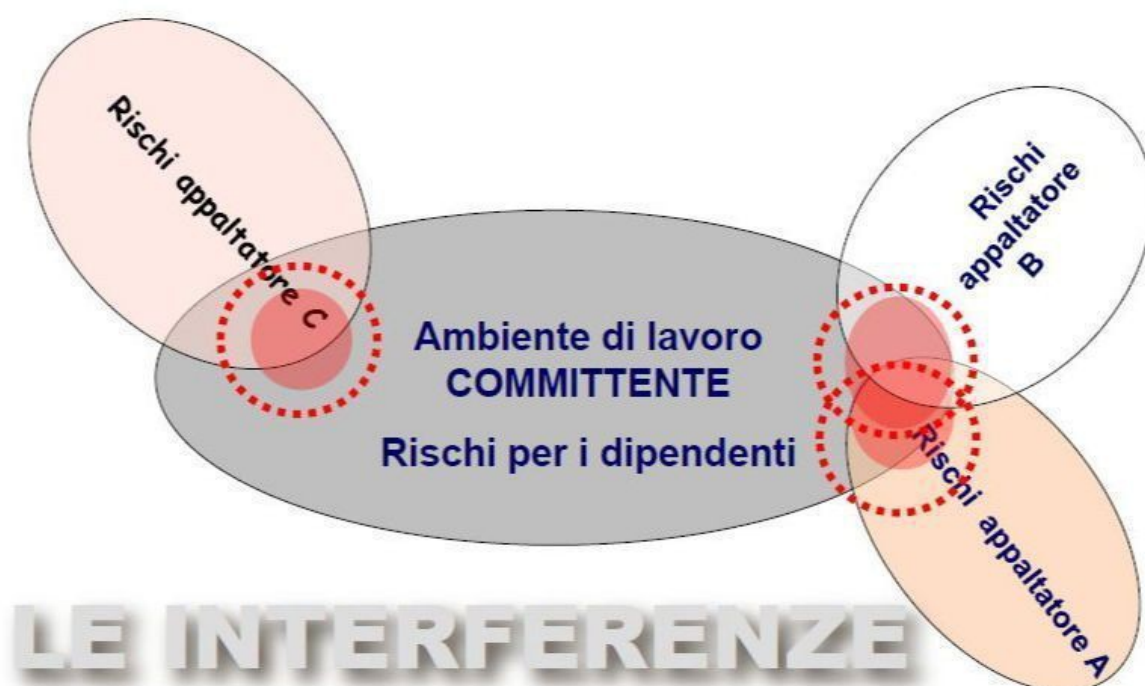 Rischi appaltatore C
Rischi
appaltatore
B
Ambiente di lavoro
COMMITTENTE
Rischi per i dipendenti
Rischi appaltatore A
LE INTERFERENZE